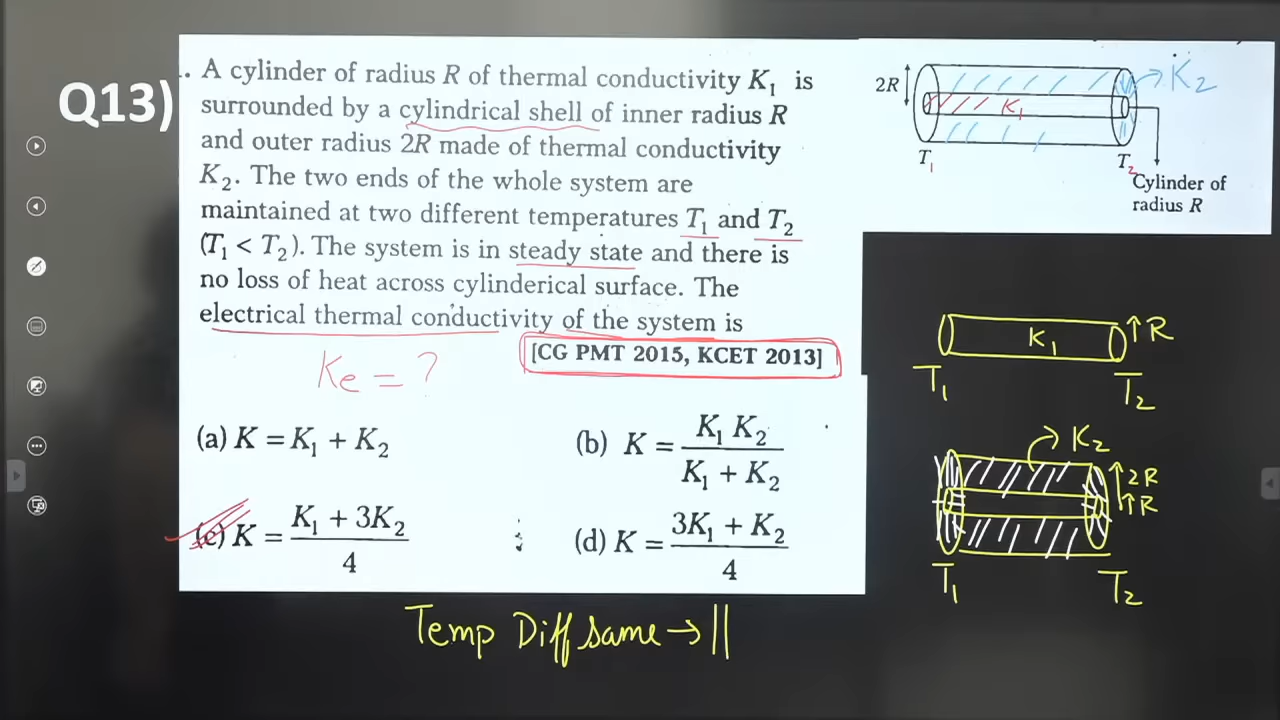 Q13)
. A cylinder of radius R of thermal conductivity K₁ is
surrounded by a cylindrical shell of inner radius R
and outer radius 2R made of thermal conductivity
K₂. The two ends of the whole system are
maintained at two different temperatures T₁ and T₂
(T₁ < T₂). The system is in steady state and there is
no loss of heat across cylinderical surface. The
electrical thermal conductivity of the system is
[CG PMT 2015, KCET 2013]
Ke = ?
(a) K = K₁ + K₂
(b) K = K₁ K₂ / K₁ + K₂
(c) K = K₁ + 3K₂ / 4
(d) K = 3K₁ + K₂ / 4
Temp Diff same → ||
2R
K₁
K₂
T₁
T₂
Cylinder of
radius R
K₁
R
T₁
T₂
K₂
2R
R
T₁
T₂